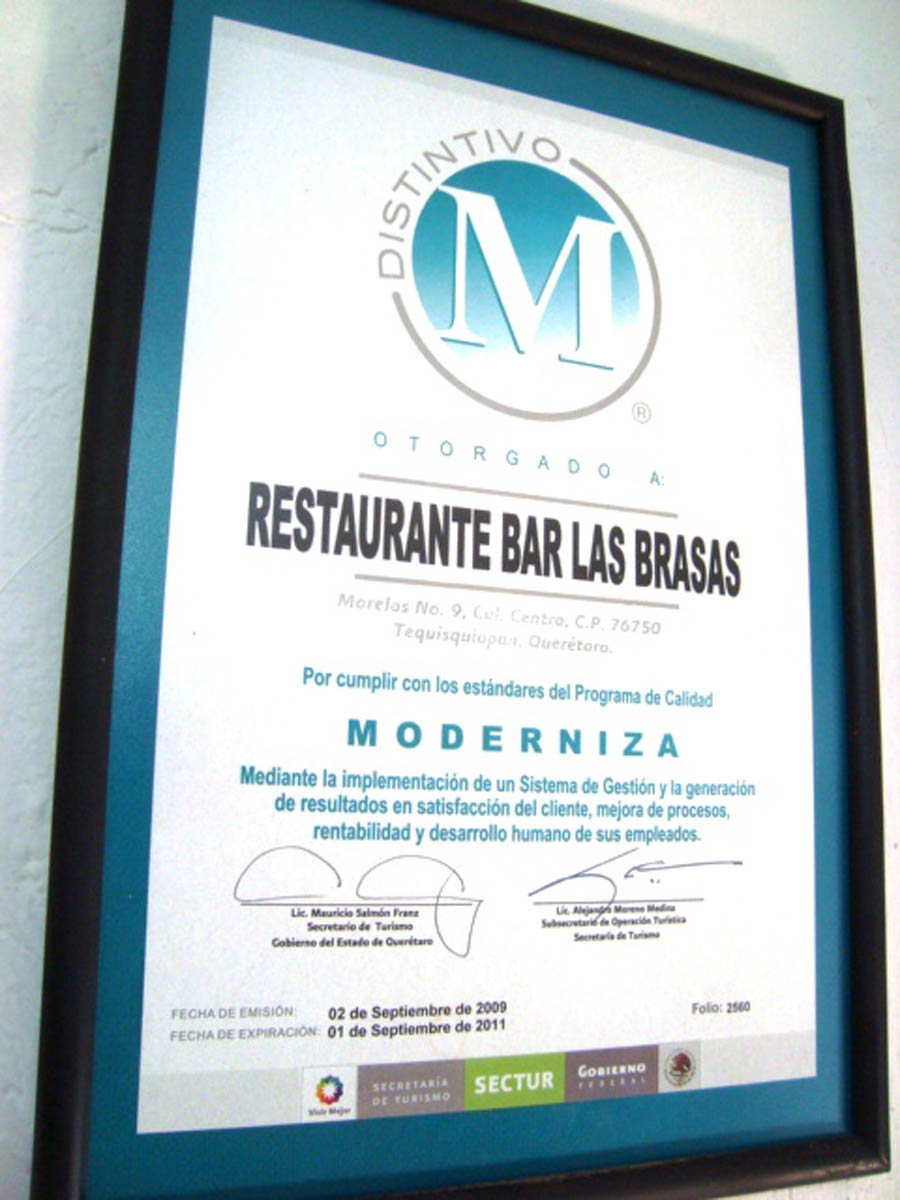 DISTINTIVO
M
®
OTORGADO A:
RESTAURANTE BAR LAS BRASAS
Morelos No. 9, Col. Centro, C.P. 76750
Tequisquiapan, Querétaro.
Por cumplir con los estándares del Programa de Calidad
MODERNIZA
Mediante la implementación de un Sistema de Gestión y la generación
de resultados en satisfacción del cliente, mejora de procesos,
rentabilidad y desarrollo humano de sus empleados.
Lic. Mauricio Salmón Franz
Secretario de Turismo
Gobierno del Estado de Querétaro
Lic. Alejandro Moreno Medina
Subsecretario de Operación Turística
Secretaría de Turismo
FECHA DE EMISIÓN: 02 de Septiembre de 2009
FECHA DE EXPIRACIÓN: 01 de Septiembre de 2011
Folio: 2560
Vivir Mejor
SECRETARÍA
DE TURISMO
SECTUR
GOBIERNO
FEDERAL